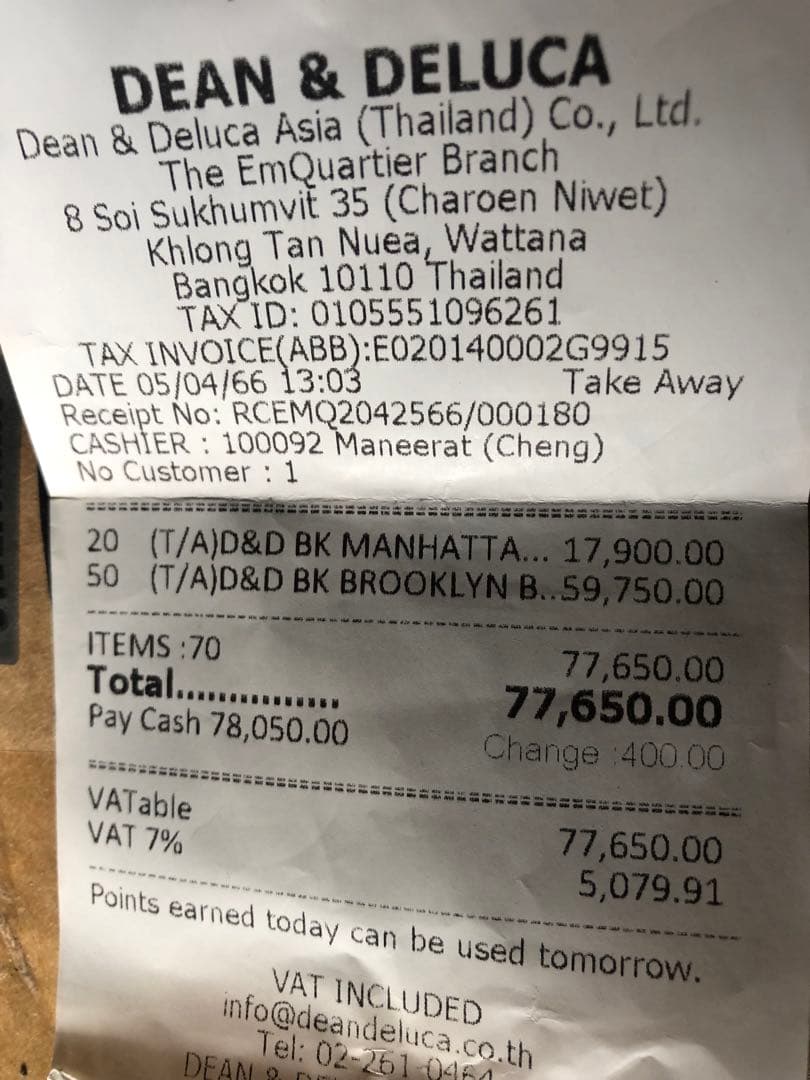 DEAN & DELUCA
Dean & Deluca Asia (Thailand) Co., Ltd.
The EmQuartier Branch
8 Soi Sukhumvit 35 (Charoen Niwet)
Khlong Tan Nuea, Wattana
Bangkok 10110 Thailand
TAX ID: 0105551096261
TAX INVOICE(ABB):E020140002G9915
DATE 05/04/66 13:03 Take Away
Receipt No: RCEMQ2042566/000180
CASHIER : 100092 Maneerat (Cheng)
No Customer : 1
20 (T/A)D&D BK MANHATTA... 17,900.00
50 (T/A)D&D BK BROOKLYN B..59,750.00
ITEMS :70 77,650.00
Total............... 77,650.00
Pay Cash 78,050.00 Change :400.00
VATable 77,650.00
VAT 7% 5,079.91
Points earned today can be used tomorrow.
VAT INCLUDED
info@deandeluca.co.th
Tel: 02-261-0464
DEAN &